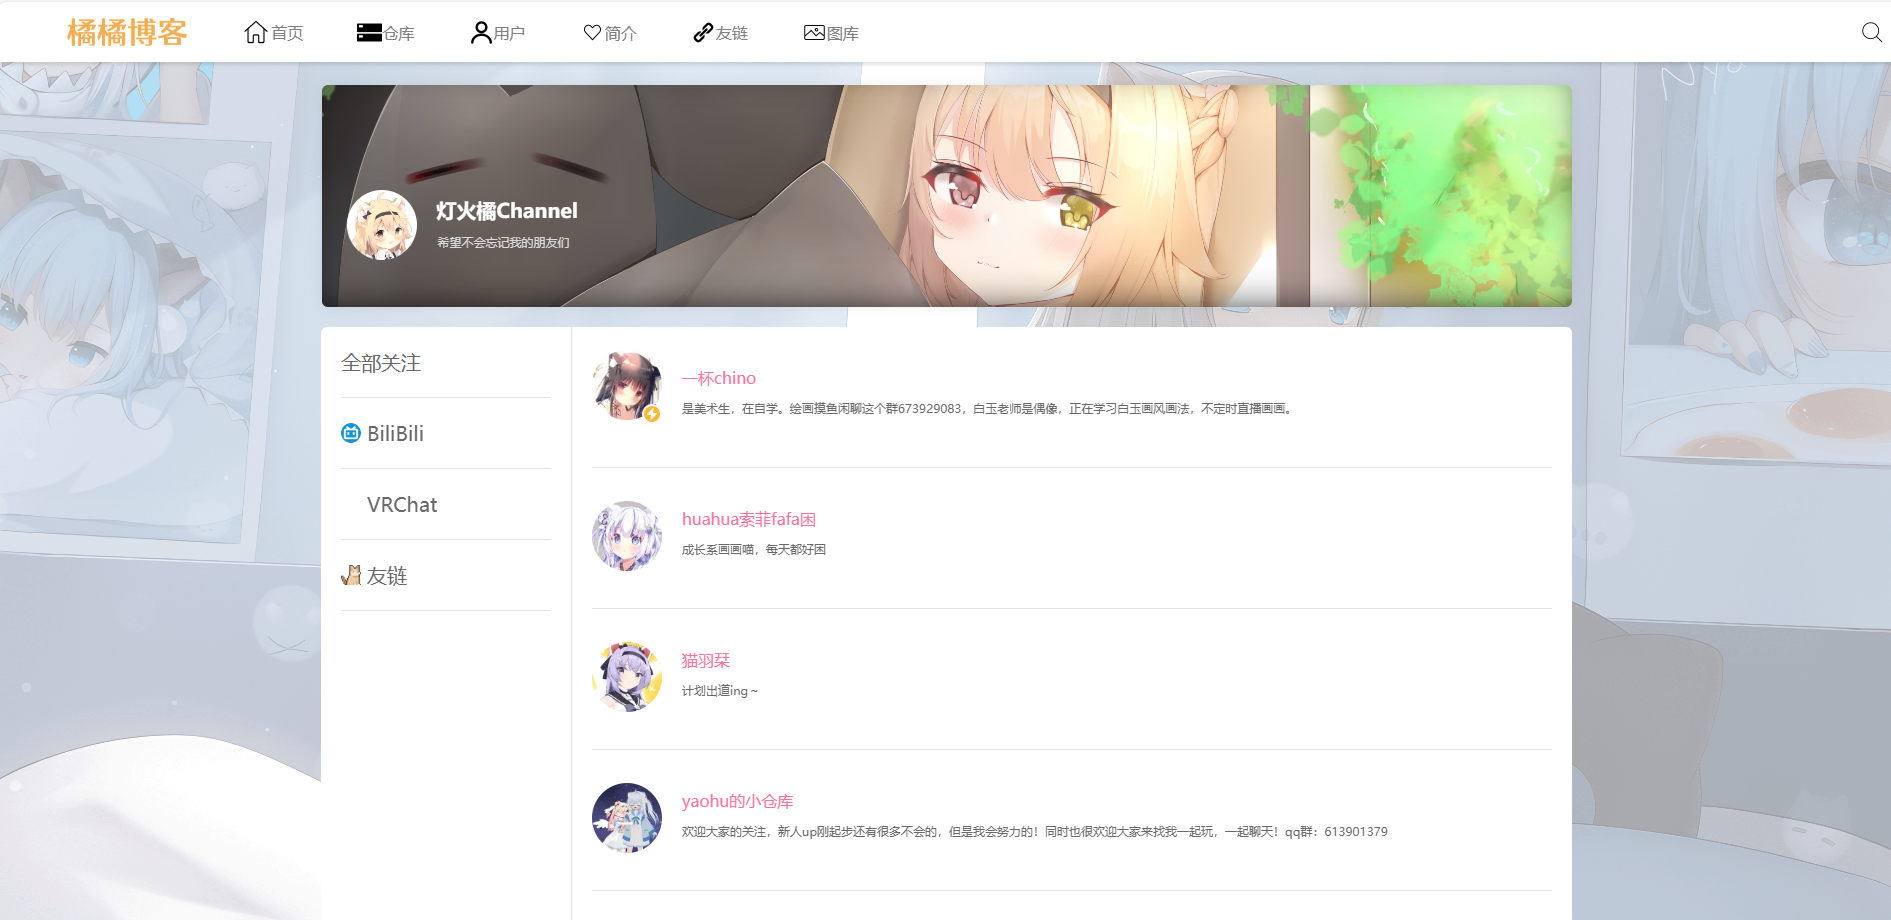 橘橘博客
首页
仓库
用户
简介
友链
图库
灯火橘Channel
希望不会忘记我的朋友们
全部关注
BiliBili
VRChat
友链
一杯chino
是美术生，在自学。绘画摸鱼闲聊这个群673929083，白玉老师是偶像，正在学习白玉画风画法，不定时直播画画。
huahua索菲fafa困
成长系画画喵，每天都好困
猫羽栞
计划出道ing～
yaohu的小仓库
欢迎大家的关注，新人up刚起步还有很多不会的，但是我会努力的！同时也很欢迎大家来找我一起玩，一起聊天！qq群：613901379